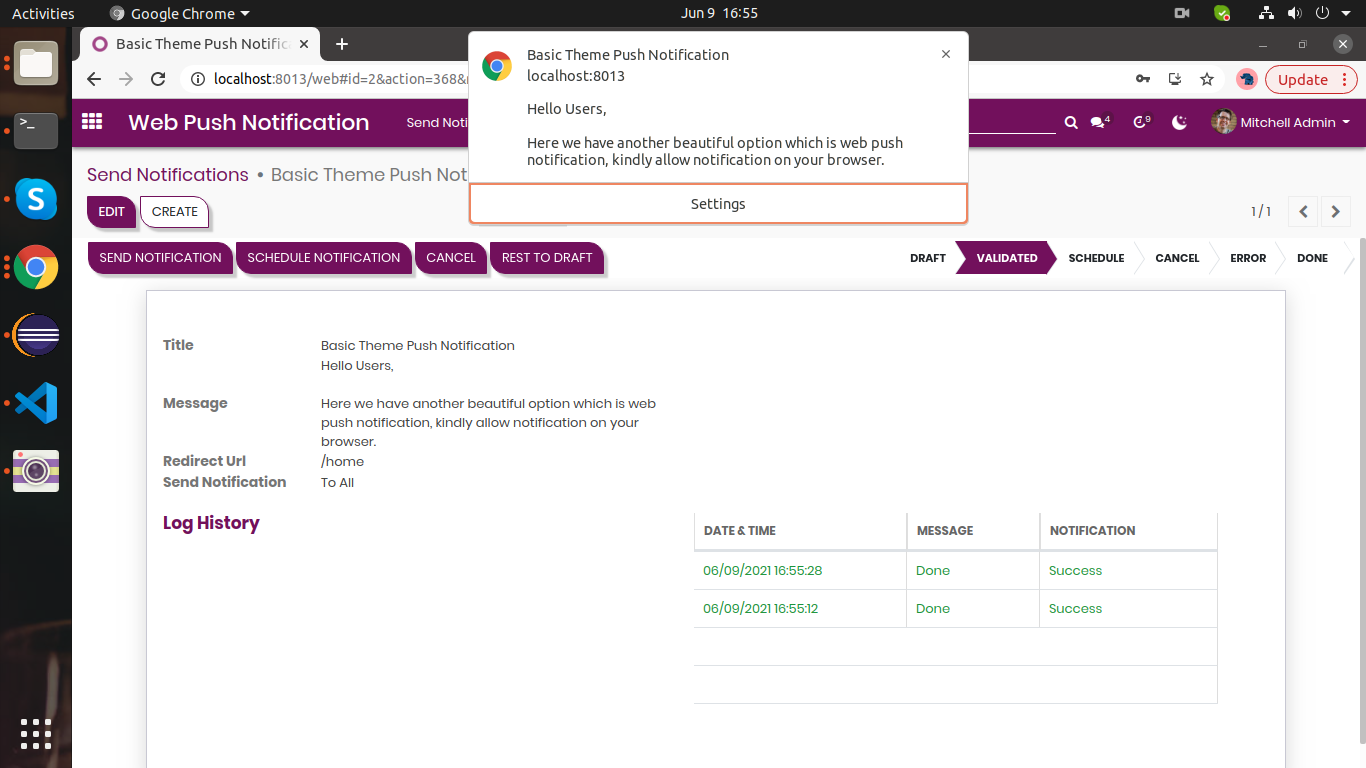 Activities
Google Chrome
Jun 9 16:55
Basic Theme Push Notific
localhost:8013/web#id=2&action=368&
Update
Basic Theme Push Notification
localhost:8013
Hello Users,
Here we have another beautiful option which is web push
notification, kindly allow notification on your browser.
Settings
Web Push Notification
Send Noti
4
9
Mitchell Admin
Send Notifications • Basic Theme Push Not
EDIT
CREATE
1 / 1
SEND NOTIFICATION
SCHEDULE NOTIFICATION
CANCEL
REST TO DRAFT
DRAFT
VALIDATED
SCHEDULE
CANCEL
ERROR
DONE
Title
Basic Theme Push Notification
Hello Users,
Message
Here we have another beautiful option which is web
push notification, kindly allow notification on your
browser.
Redirect Url
/home
Send Notification
To All
Log History
DATE & TIME
MESSAGE
NOTIFICATION
06/09/2021 16:55:28
Done
Success
06/09/2021 16:55:12
Done
Success